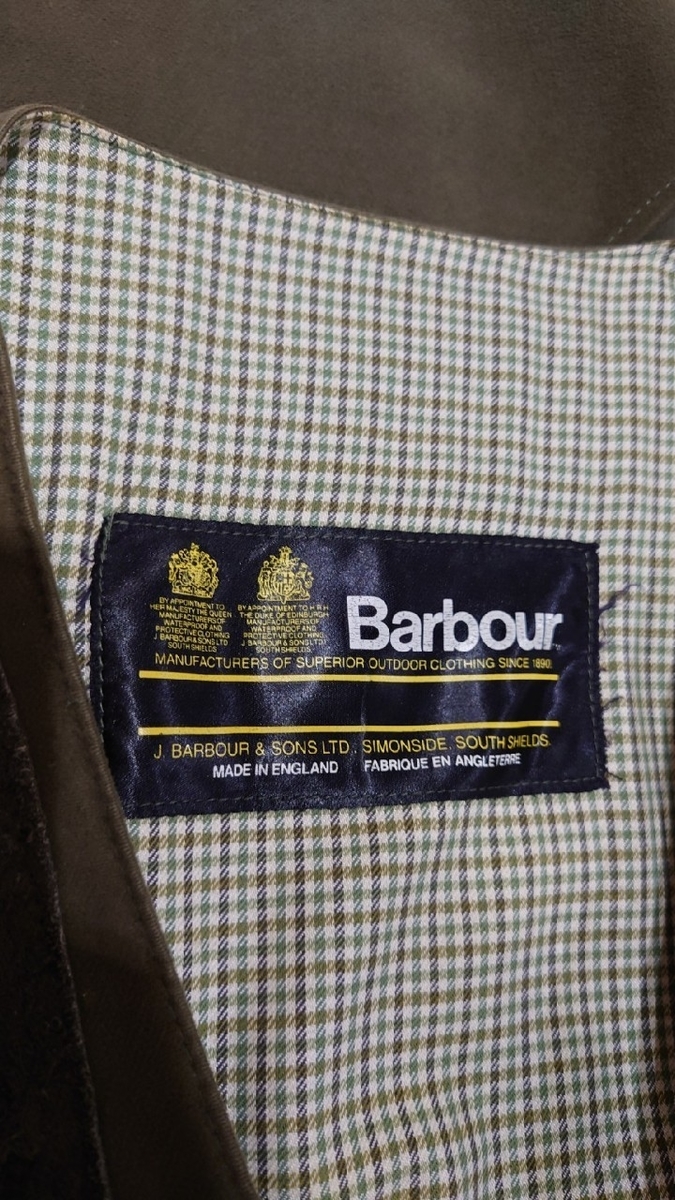 BY APPOINTMENT TO
HER MAJESTY THE QUEEN
MANUFACTURERS OF
WATERPROOF AND
PROTECTIVE CLOTHING
J. BARBOUR & SONS LTD
SOUTH SHIELDS
BY APPOINTMENT TO H R H
THE DUKE OF EDINBURGH
MANUFACTURERS OF
WATERPROOF AND
PROTECTIVE CLOTHING
J. BARBOUR & SONS LTD
SOUTH SHIELDS
Barbour
MANUFACTURERS OF SUPERIOR OUTDOOR CLOTHING SINCE 1890.
J. BARBOUR & SONS LTD., SIMONSIDE, SOUTH SHIELDS.
MADE IN ENGLAND FABRIQUE EN ANGLETERRE